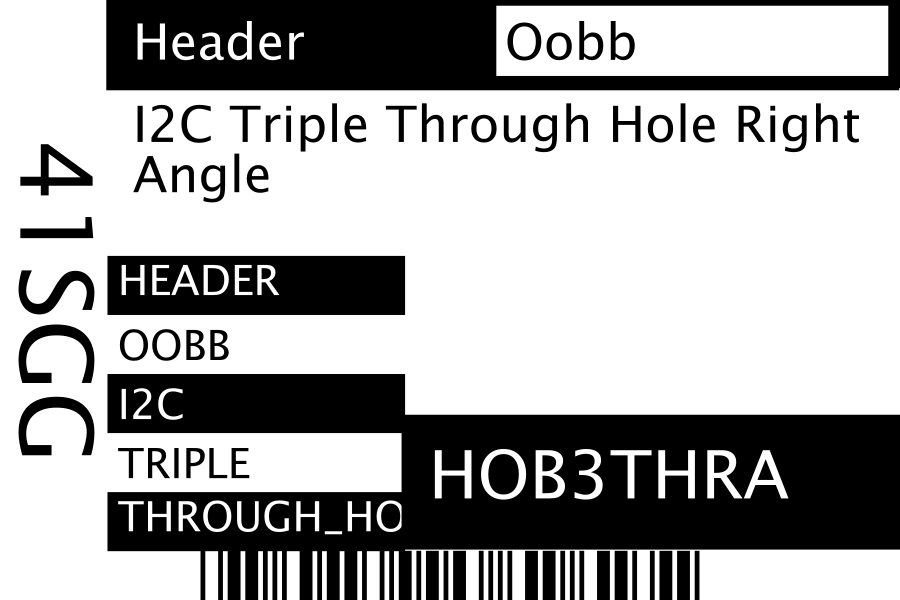 Header
Oobb
I2C Triple Through Hole Right
Angle
41SGG
HEADER
OOBB
I2C
TRIPLE
THROUGH_HO
HOB3THRA